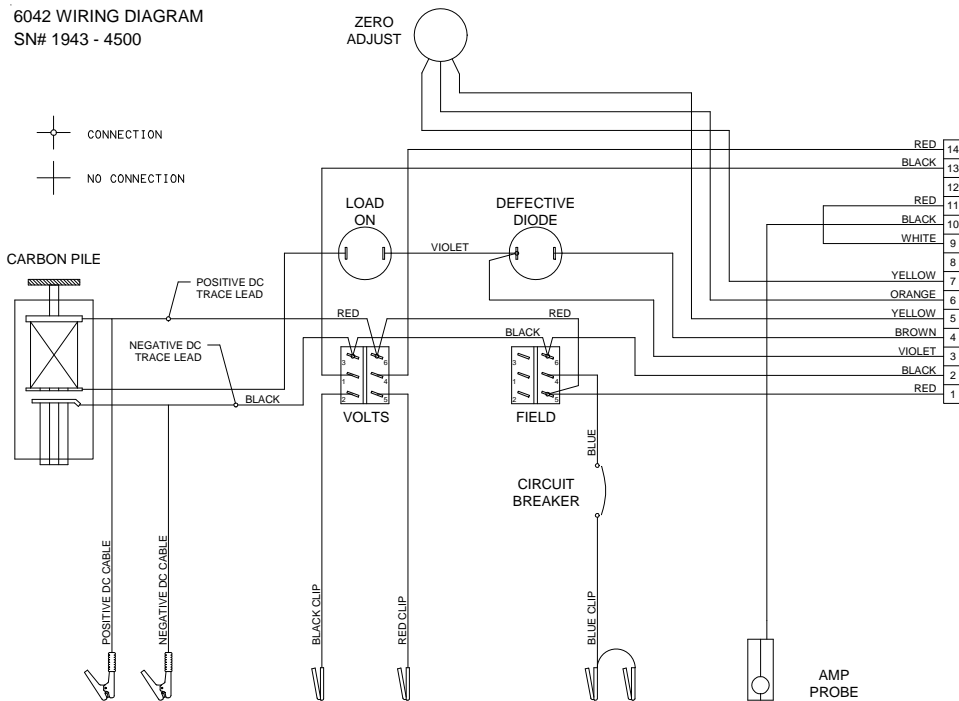 6042 WIRING DIAGRAM
SN# 1943 - 4500
ZERO
ADJUST
CONNECTION
NO CONNECTION
RED 14
BLACK 13
12
RED 11
BLACK 10
WHITE 9
8
YELLOW 7
ORANGE 6
YELLOW 5
BROWN 4
VIOLET 3
BLACK 2
RED 1
LOAD
ON
DEFECTIVE
DIODE
VIOLET
CARBON PILE
POSITIVE DC
TRACE LEAD
RED
RED
BLACK
NEGATIVE DC
TRACE LEAD
BLACK
3 6
1 4
2 5
VOLTS
3 6
1 4
2 5
FIELD
BLUE
CIRCUIT
BREAKER
POSITIVE DC CABLE
NEGATIVE DC CABLE
BLACK CLIP
RED CLIP
BLUE CLIP
AMP
PROBE